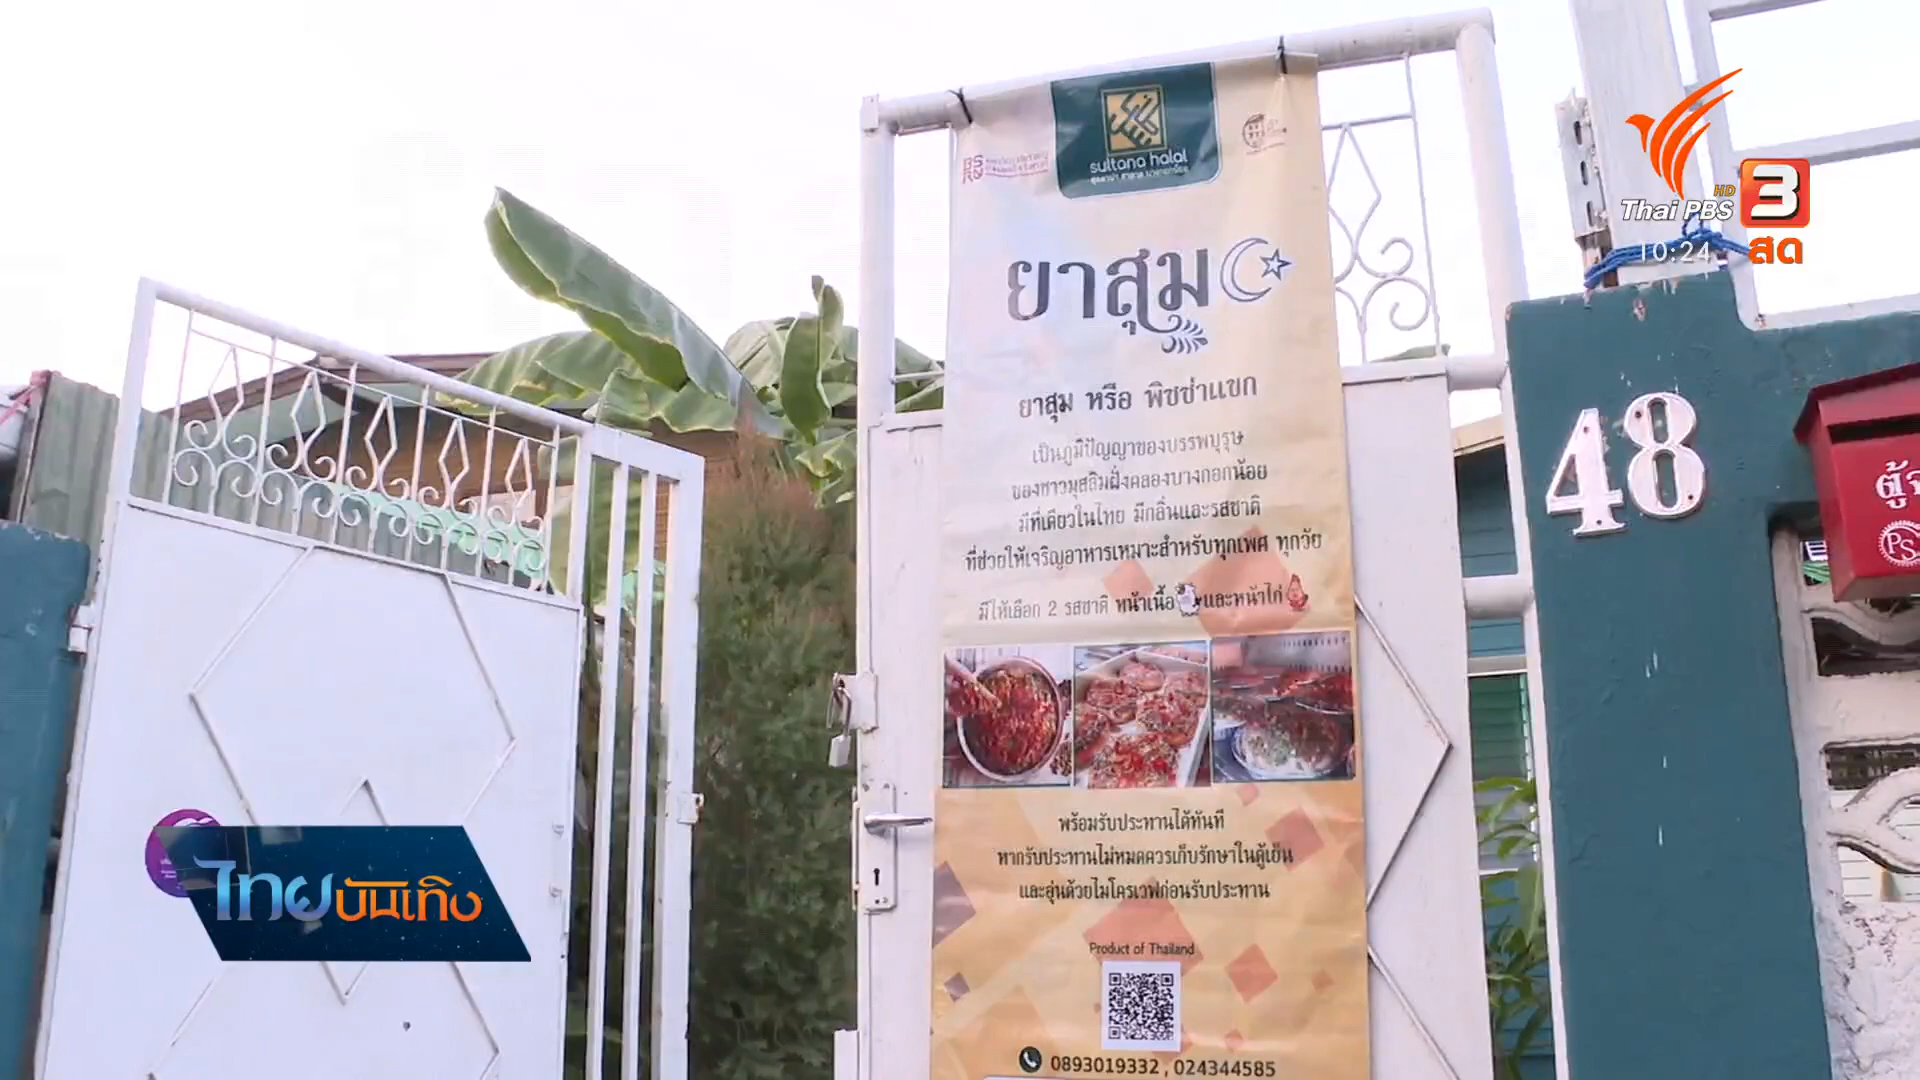 sultana halal
ยาสุม
ยาสุม หรือ พิซซ่าแขก
เป็นภูมิปัญญาของบรรพบุรุษ
ของชาวมุสลิมฝั่งคลองบางกอกน้อย
มีที่เดียวในไทย มีกลิ่นและรสชาติ
ที่ช่วยให้เจริญอาหารเหมาะสำหรับทุกเพศ ทุกวัย
มีให้เลือก 2 รสชาติ หน้าเนื้อ และหน้าไก่
พร้อมรับประทานได้ทันที
หากรับประทานไม่หมดควรเก็บรักษาในตู้เย็น
และอุ่นด้วยไมโครเวฟก่อนรับประทาน
Product of Thailand
0893019332 , 024344585
48
ตู้
PS
Thai PBS HD 3
10:24 สด
ไทยบันเทิง